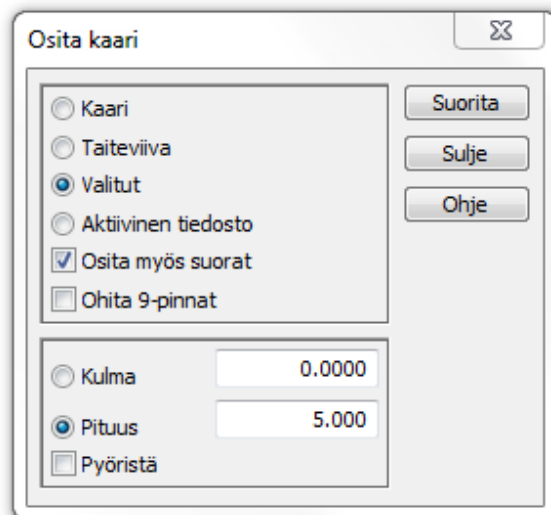 Osita kaari
Kaari
Taiteviiva
Valitut
Aktiivinen tiedosto
Osita myös suorat
Ohita 9-pinnat
Suorita
Sulje
Ohje
Kulma 0.0000
Pituus 5.000
Pyöristä